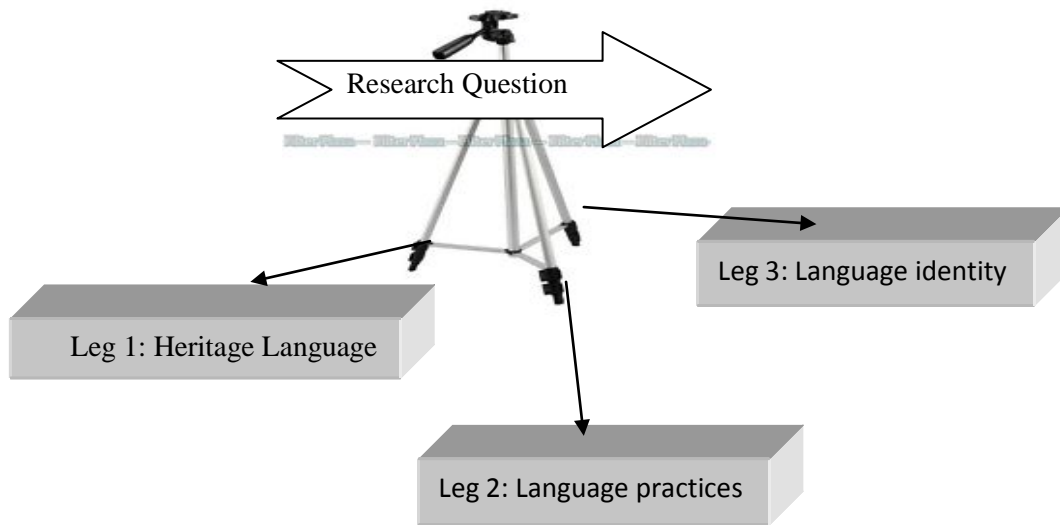 Research Question
Leg 3: Language identity
Leg 1: Heritage Language
Leg 2: Language practices